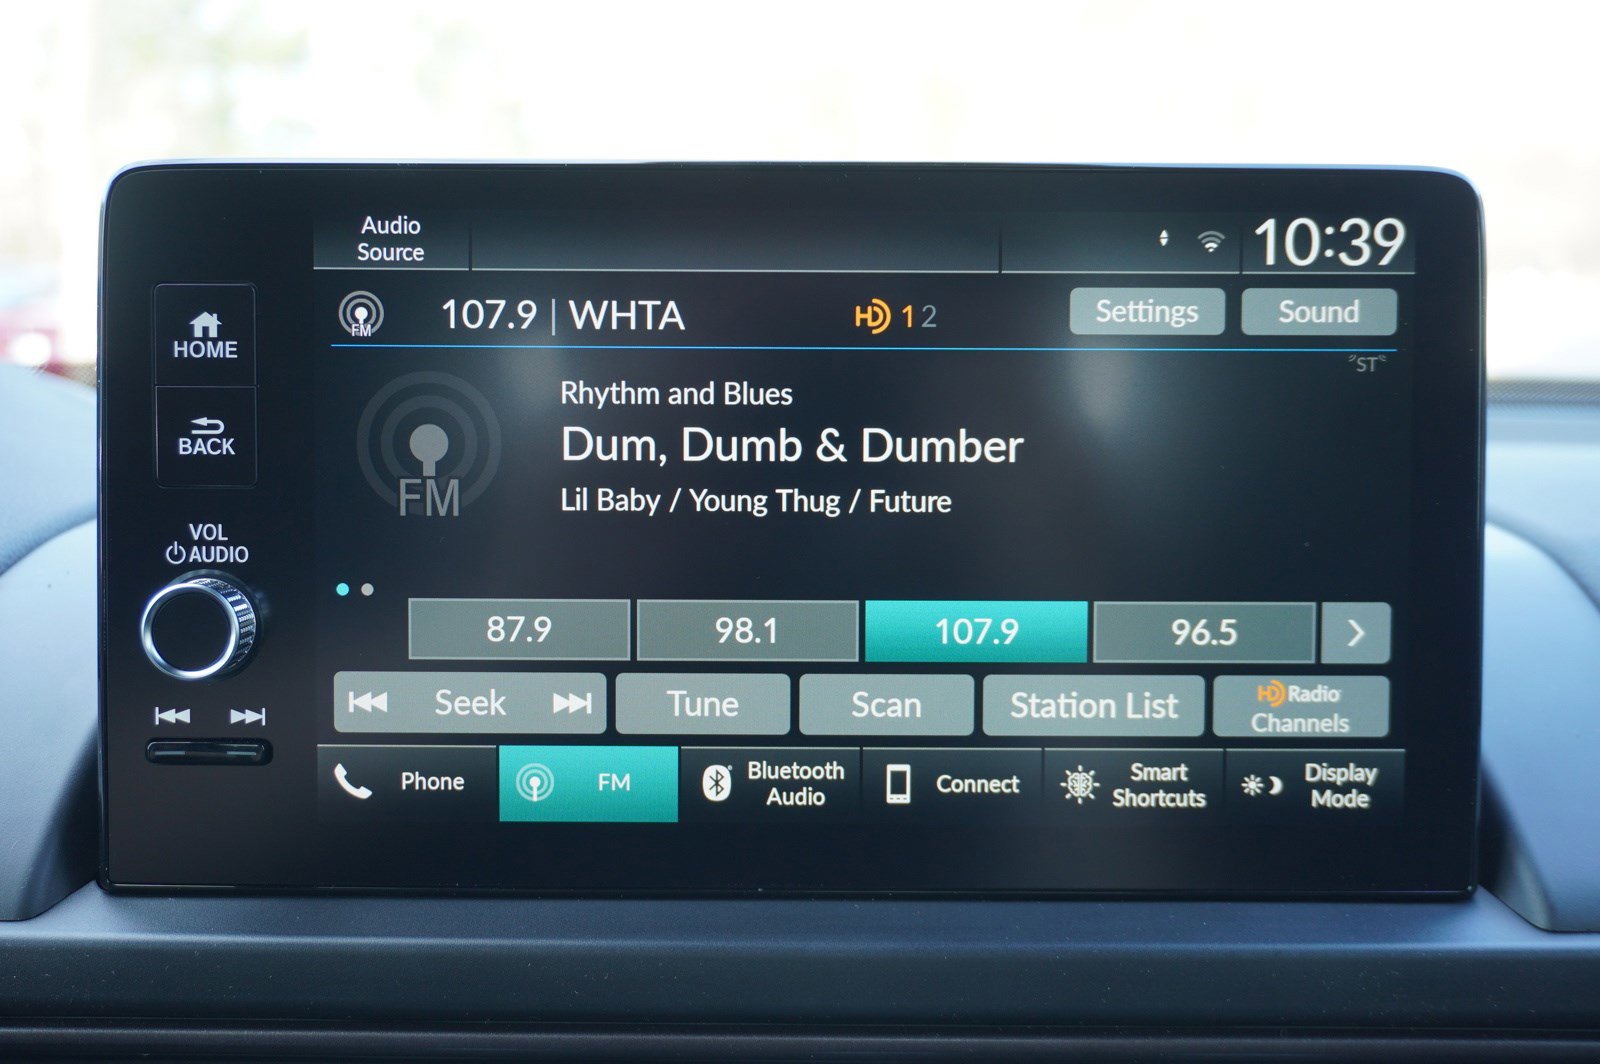 Audio
Source
10:39
FM
107.9 | WHTA
HD 1 2
Settings
Sound
"ST"
HOME
BACK
Rhythm and Blues
Dum, Dumb & Dumber
Lil Baby / Young Thug / Future
FM
VOL
AUDIO
87.9
98.1
107.9
96.5
Seek
Tune
Scan
Station List
HD Radio
Channels
Phone
FM
Bluetooth
Audio
Connect
Smart
Shortcuts
Display
Mode